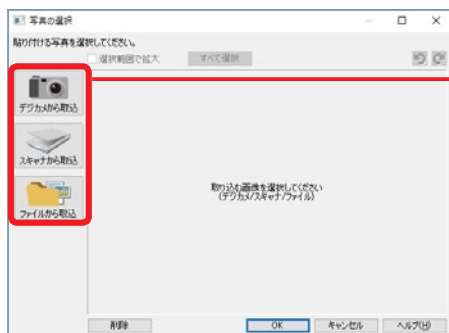 写真の選択
貼り付ける写真を選択してください。
選択範囲で拡大
すべて選択
デジカメから取込
スキャナから取込
ファイルから取込
取り込む画像を選択してください
(デジカメ/スキャナ/ファイル)
削除
OK
キャンセル
ヘルプ(H)